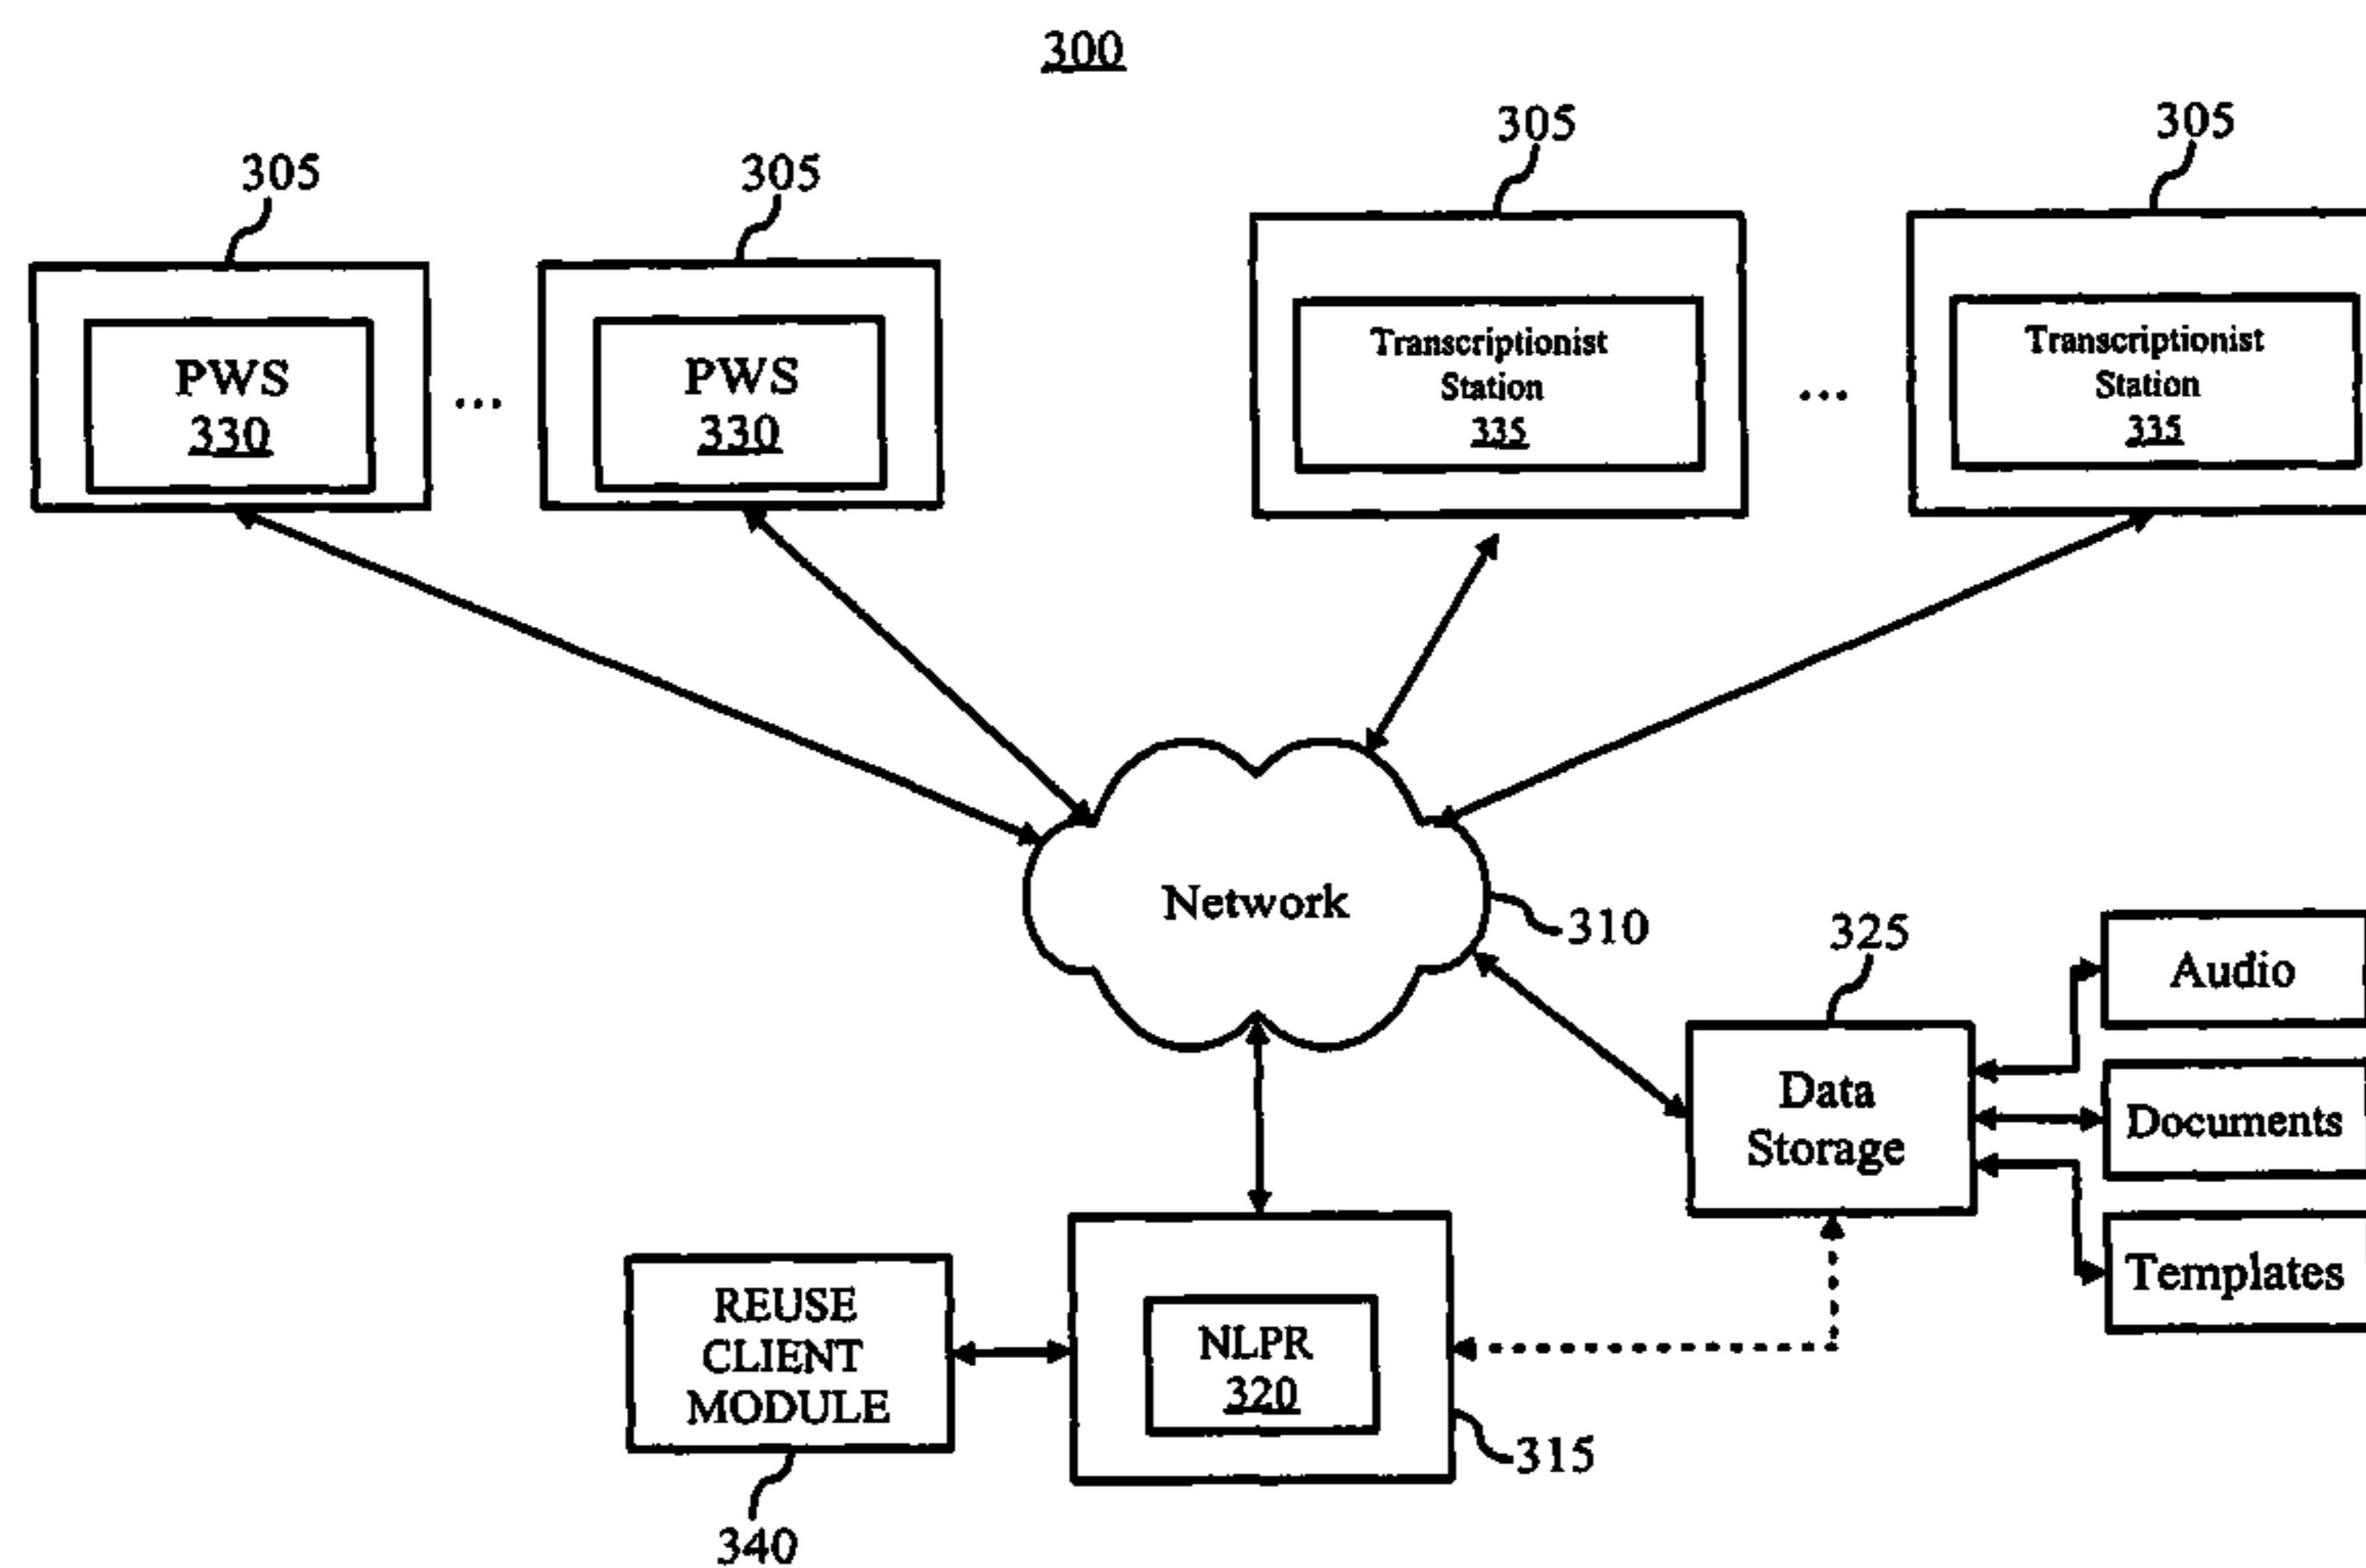 300
305
305
305
305
PWS
330
...
PWS
330
Transcriptionist
Station
335
...
Transcriptionist
Station
335
Network
310
325
Data
Storage
Audio
Documents
Templates
REUSE
CLIENT
MODULE
340
NLPR
320
315